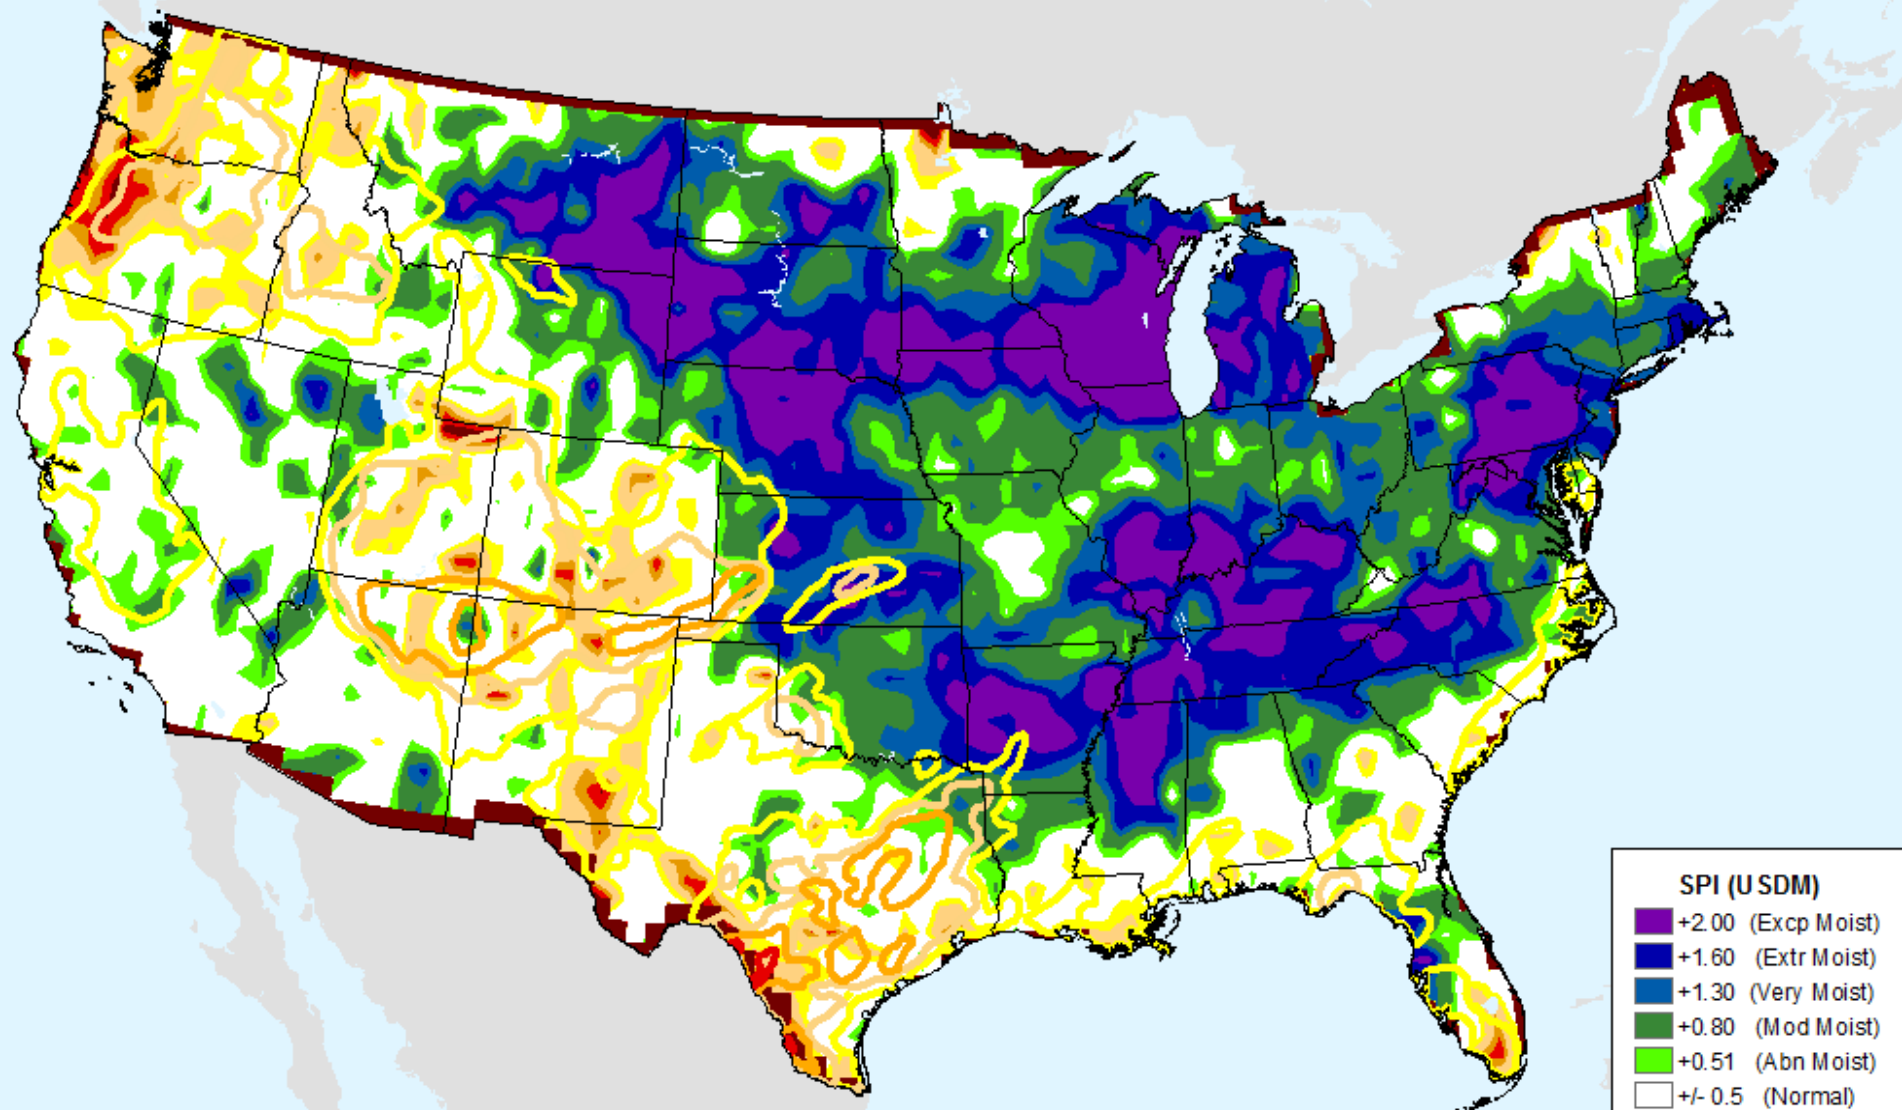 SPI (USDM)
+2.00 (Excp Moist)
+1.60 (Extr Moist)
+1.30 (Very Moist)
+0.80 (Mod Moist)
+0.51 (Abn Moist)
+/- 0.5 (Normal)